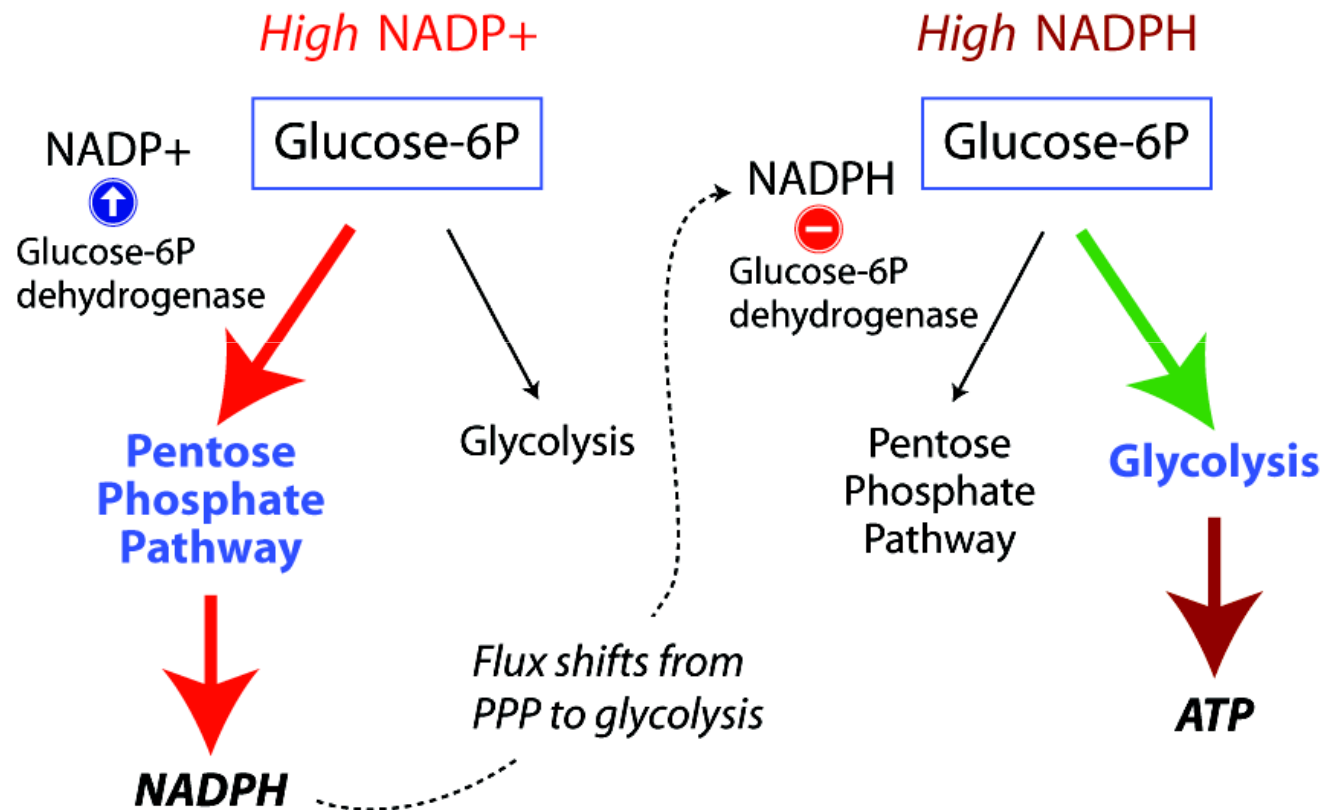 High NADP+
NADP+
Glucose-6P
dehydrogenase
Glucose-6P
Pentose
Phosphate
Pathway
Glycolysis
NADPH
Flux shifts from
PPP to glycolysis
High NADPH
NADPH
Glucose-6P
dehydrogenase
Glucose-6P
Pentose
Phosphate
Pathway
Glycolysis
ATP